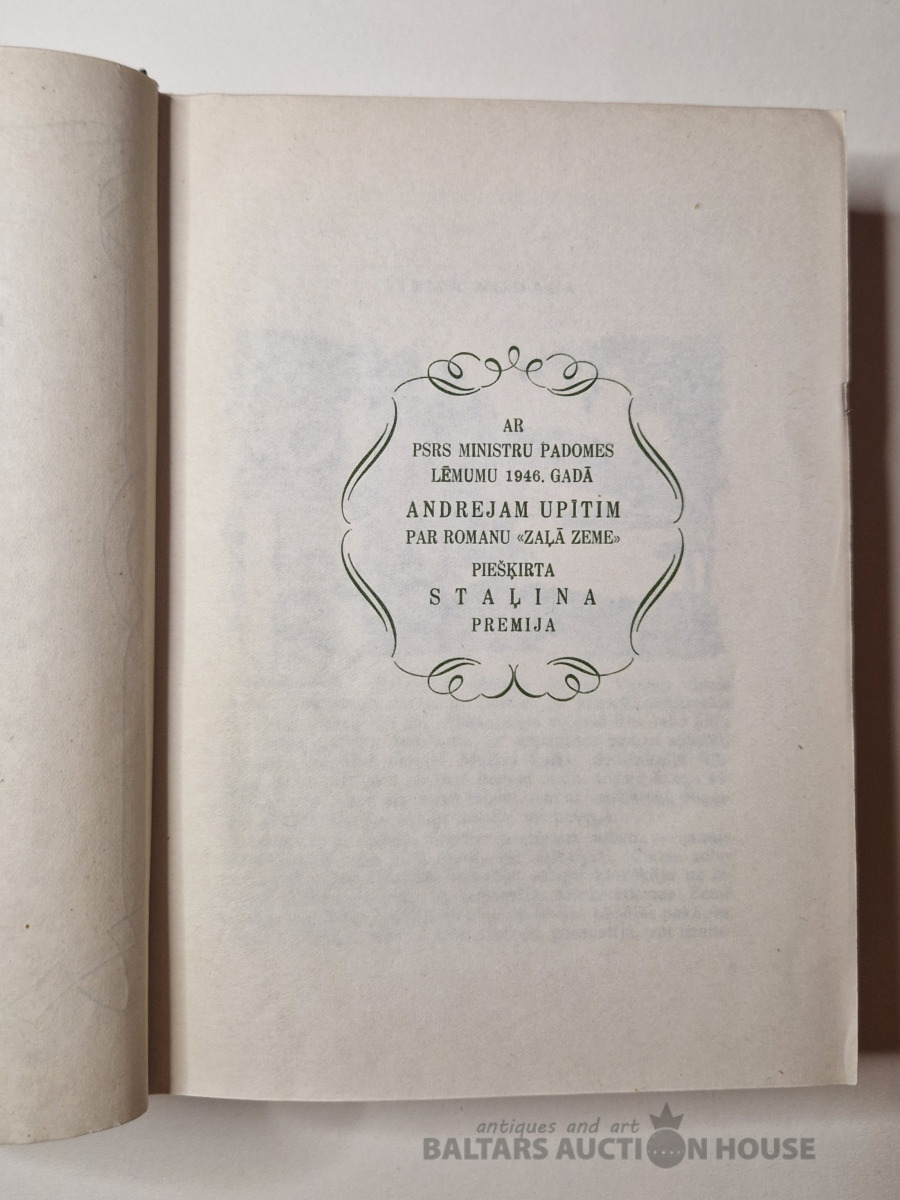 AR
PSRS MINISTRU PADOMES
LĒMUMU 1946. GADĀ
ANDREJAM UPĪTIM
PAR ROMANU «ZAĻĀ ZEME»
PIEŠĶIRTA
STAĻINA
PREMIJA
antiques and art
BALTARS AUCTION HOUSE